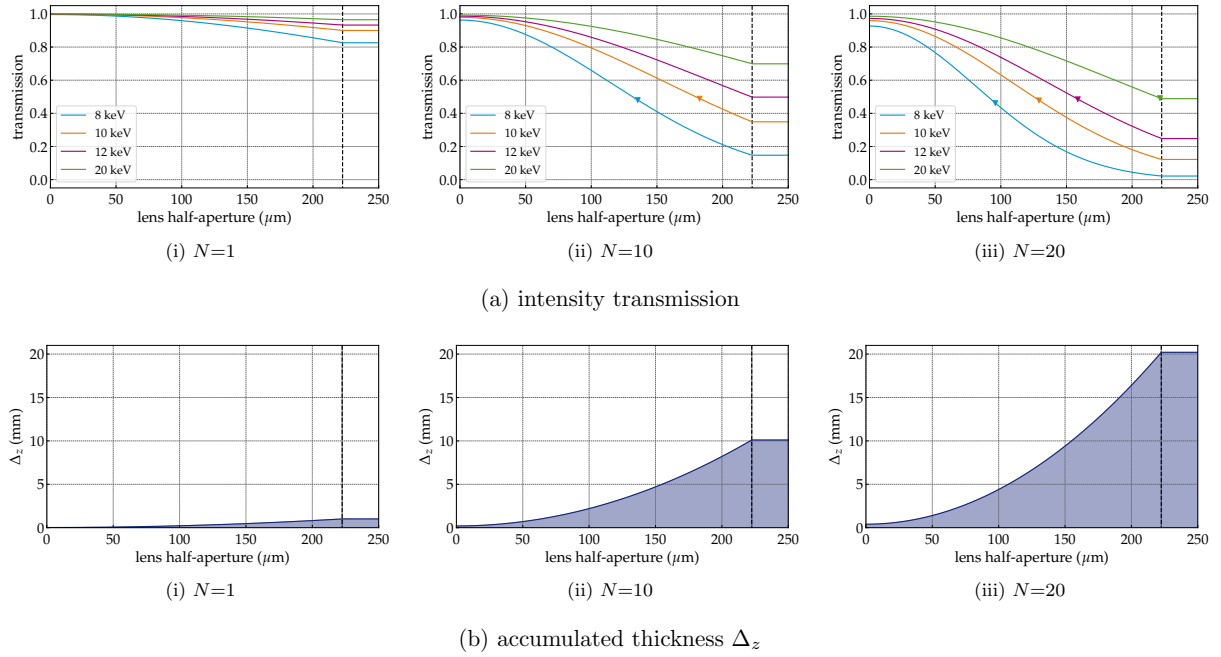 1.0
0.8
0.6
0.4
0.2
0.0
transmission
8 keV
10 keV
12 keV
20 keV
0 50 100 150 200 250
lens half-aperture (μm)
(i) N=1
1.0
0.8
0.6
0.4
0.2
0.0
transmission
8 keV
10 keV
12 keV
20 keV
0 50 100 150 200 250
lens half-aperture (μm)
(ii) N=10
1.0
0.8
0.6
0.4
0.2
0.0
transmission
8 keV
10 keV
12 keV
20 keV
0 50 100 150 200 250
lens half-aperture (μm)
(iii) N=20
(a) intensity transmission
20
15
10
5
0
Δz (mm)
0 50 100 150 200 250
lens half-aperture (μm)
(i) N=1
20
15
10
5
0
Δz (mm)
0 50 100 150 200 250
lens half-aperture (μm)
(ii) N=10
20
15
10
5
0
Δz (mm)
0 50 100 150 200 250
lens half-aperture (μm)
(iii) N=20
(b) accumulated thickness Δz